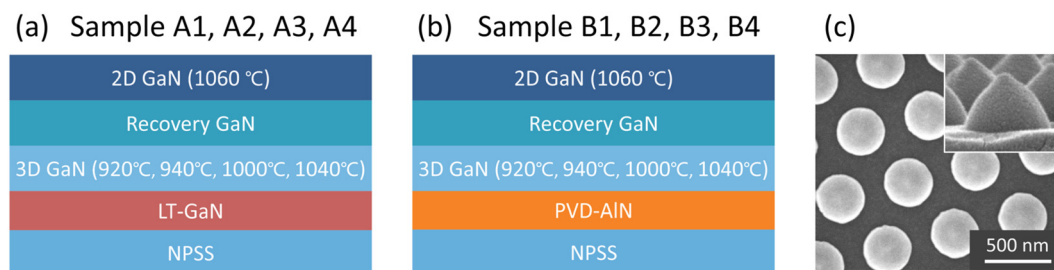 (a) Sample A1, A2, A3, A4
2D GaN (1060 ℃)
Recovery GaN
3D GaN (920℃, 940℃, 1000℃, 1040℃)
LT-GaN
NPSS
(b) Sample B1, B2, B3, B4
2D GaN (1060 ℃)
Recovery GaN
3D GaN (920℃, 940℃, 1000℃, 1040℃)
PVD-AlN
NPSS
(c)
500 nm